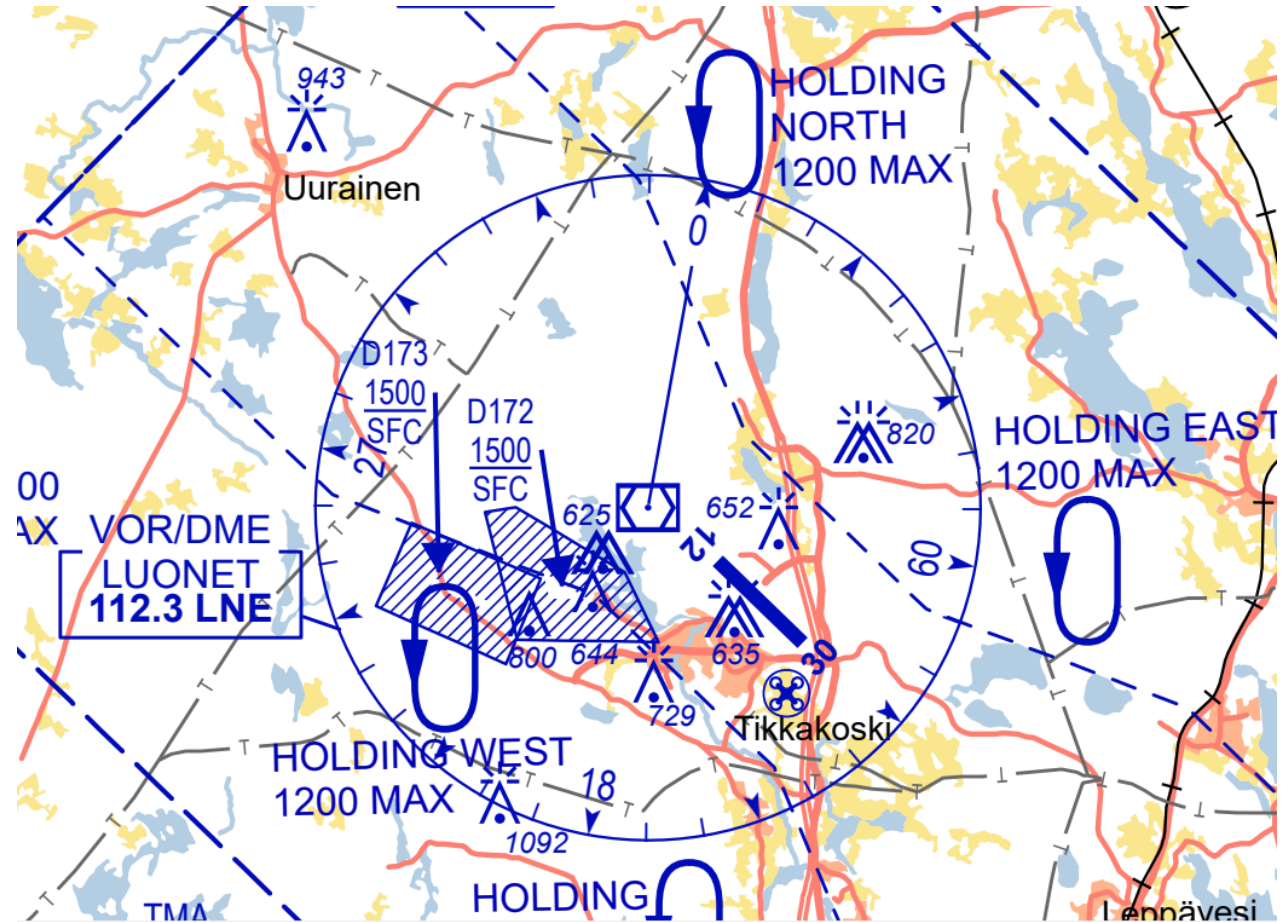 943
HOLDING
NORTH
1200 MAX
Uurainen
0
D173
1500
SFC
D172
1500
SFC
27
820
HOLDING EAST
1200 MAX
00
AX
VOR/DME
LUONET
112.3 LNE
625
652
12
09
800
644
635
30
729
Tikkakoski
HOLDING WEST
1200 MAX
18
1092
HOLDING
TMA
Leppävesi
T